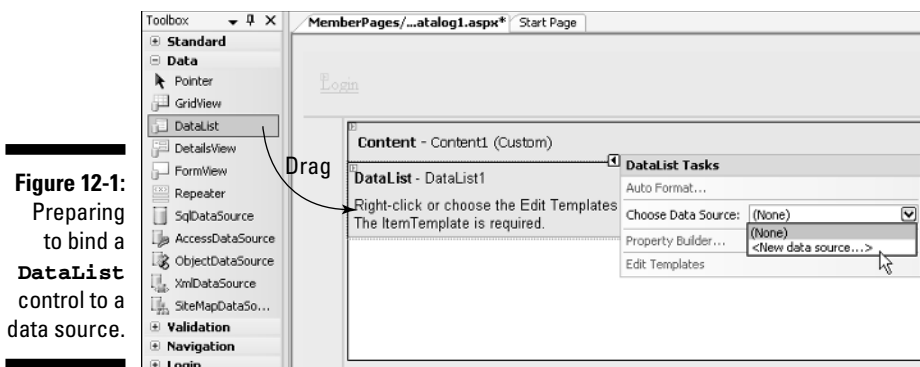 Toolbox
MemberPages/...atalog1.aspx*
Start Page
Standard
Data
Pointer
GridView
DataList
DetailsView
FormView
Repeater
SqlDataSource
AccessDataSource
ObjectDataSource
XmlDataSource
SiteMapDataSo...
Validation
Navigation
Login
Login
Content - Content1 (Custom)
DataList - DataList1
Right-click or choose the Edit Templates
The ItemTemplate is required.
DataList Tasks
Auto Format...
Choose Data Source: (None)
(None)
<New data source...>
Property Builder...
Edit Templates
Drag
Figure 12-1:
Preparing
to bind a
DataList
control to a
data source.